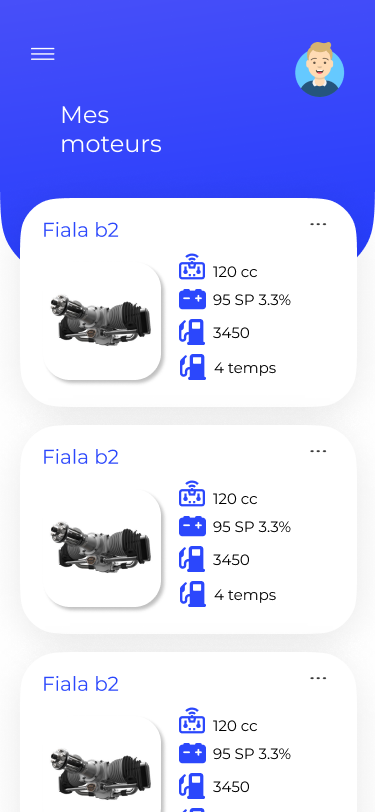 Mes
moteurs
Fiala b2
...
120 cc
95 SP 3.3%
3450
4 temps
Fiala b2
...
120 cc
95 SP 3.3%
3450
4 temps
Fiala b2
...
120 cc
95 SP 3.3%
3450